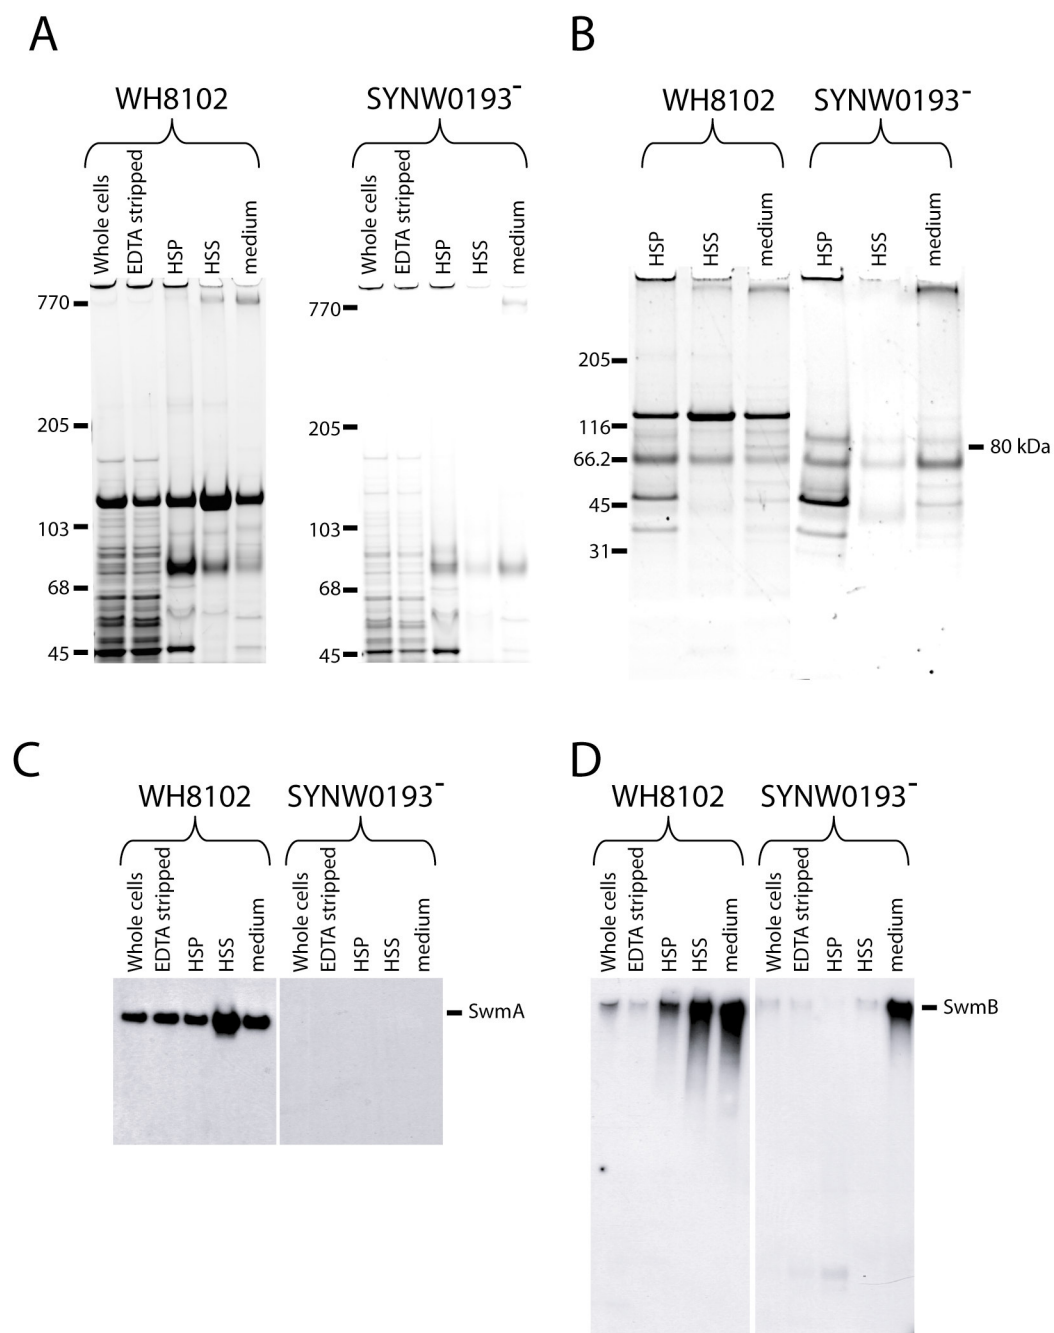 A
WH8102
SYNW0193-
Whole cells
EDTA stripped
HSP
HSS
medium
Whole cells
EDTA stripped
HSP
HSS
medium
770
205
103
68
45
770
205
103
68
45
B
WH8102
SYNW0193-
HSP
HSS
medium
HSP
HSS
medium
205
116
66.2
45
31
80 kDa
C
WH8102
SYNW0193-
Whole cells
EDTA stripped
HSP
HSS
medium
Whole cells
EDTA stripped
HSP
HSS
medium
SwmA
D
WH8102
SYNW0193-
Whole cells
EDTA stripped
HSP
HSS
medium
Whole cells
EDTA stripped
HSP
HSS
medium
SwmB